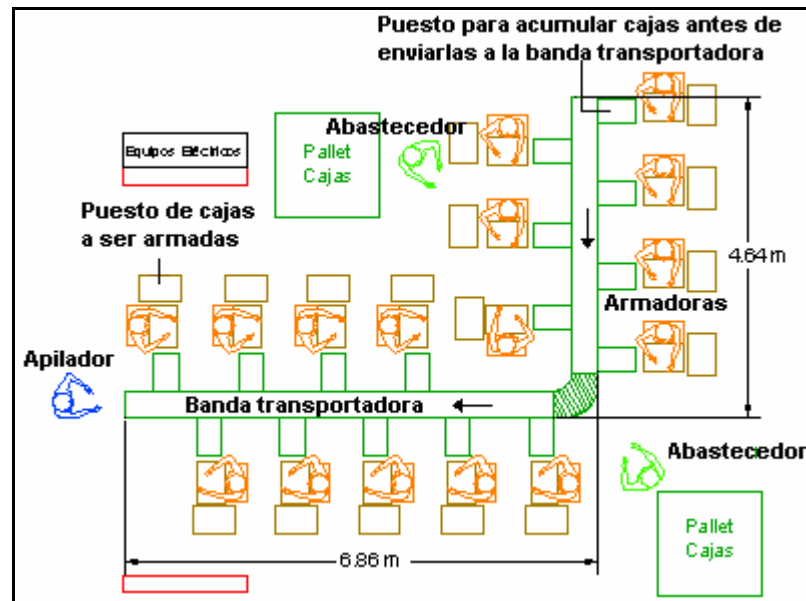 Puesto para acumular cajas antes de
enviarlas a la banda transportadora
Abastecedor
Equipos Eléctricos
Pallet
Cajas
Puesto de cajas
a ser armadas
4.64 m
Armadoras
Apilador
Banda transportadora
Abastecedor
Pallet
Cajas
6.86 m